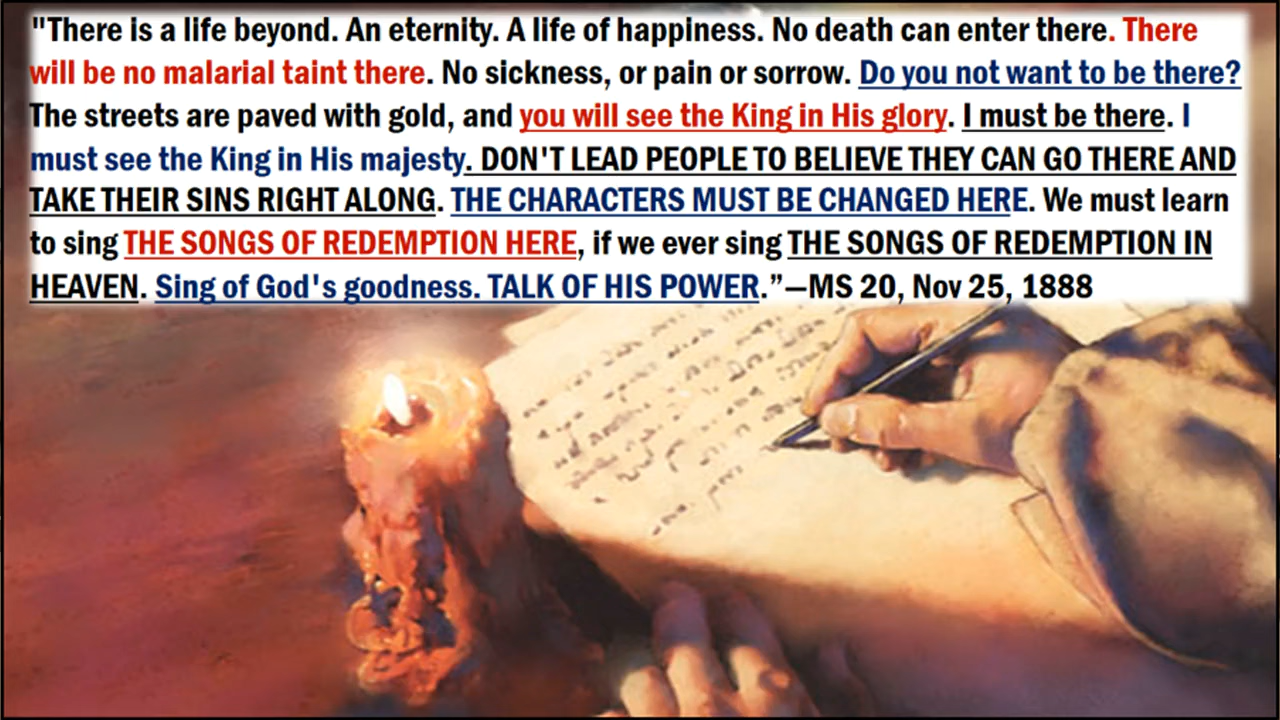 "There is a life beyond. An eternity. A life of happiness. No death can enter there. There
will be no malarial taint there. No sickness, or pain or sorrow. Do you not want to be there?
The streets are paved with gold, and you will see the King in His glory. I must be there. I
must see the King in His majesty. DON'T LEAD PEOPLE TO BELIEVE THEY CAN GO THERE AND
TAKE THEIR SINS RIGHT ALONG. THE CHARACTERS MUST BE CHANGED HERE. We must learn
to sing THE SONGS OF REDEMPTION HERE, if we ever sing THE SONGS OF REDEMPTION IN
HEAVEN. Sing of God's goodness. TALK OF HIS POWER.”—MS 20, Nov 25, 1888